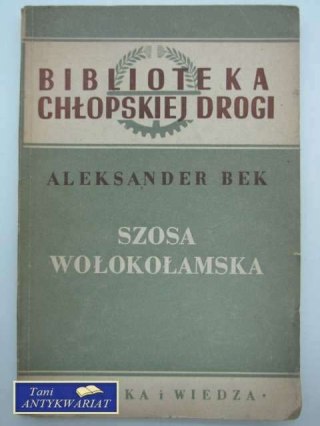 BIBLIOTEKA
CHŁOPSKIEJ DROGI
ALEKSANDER BEK
SZOSA
WOŁOKOŁAMSKA
KA i WIEDZA •
Tani
ANTYKWARIAT